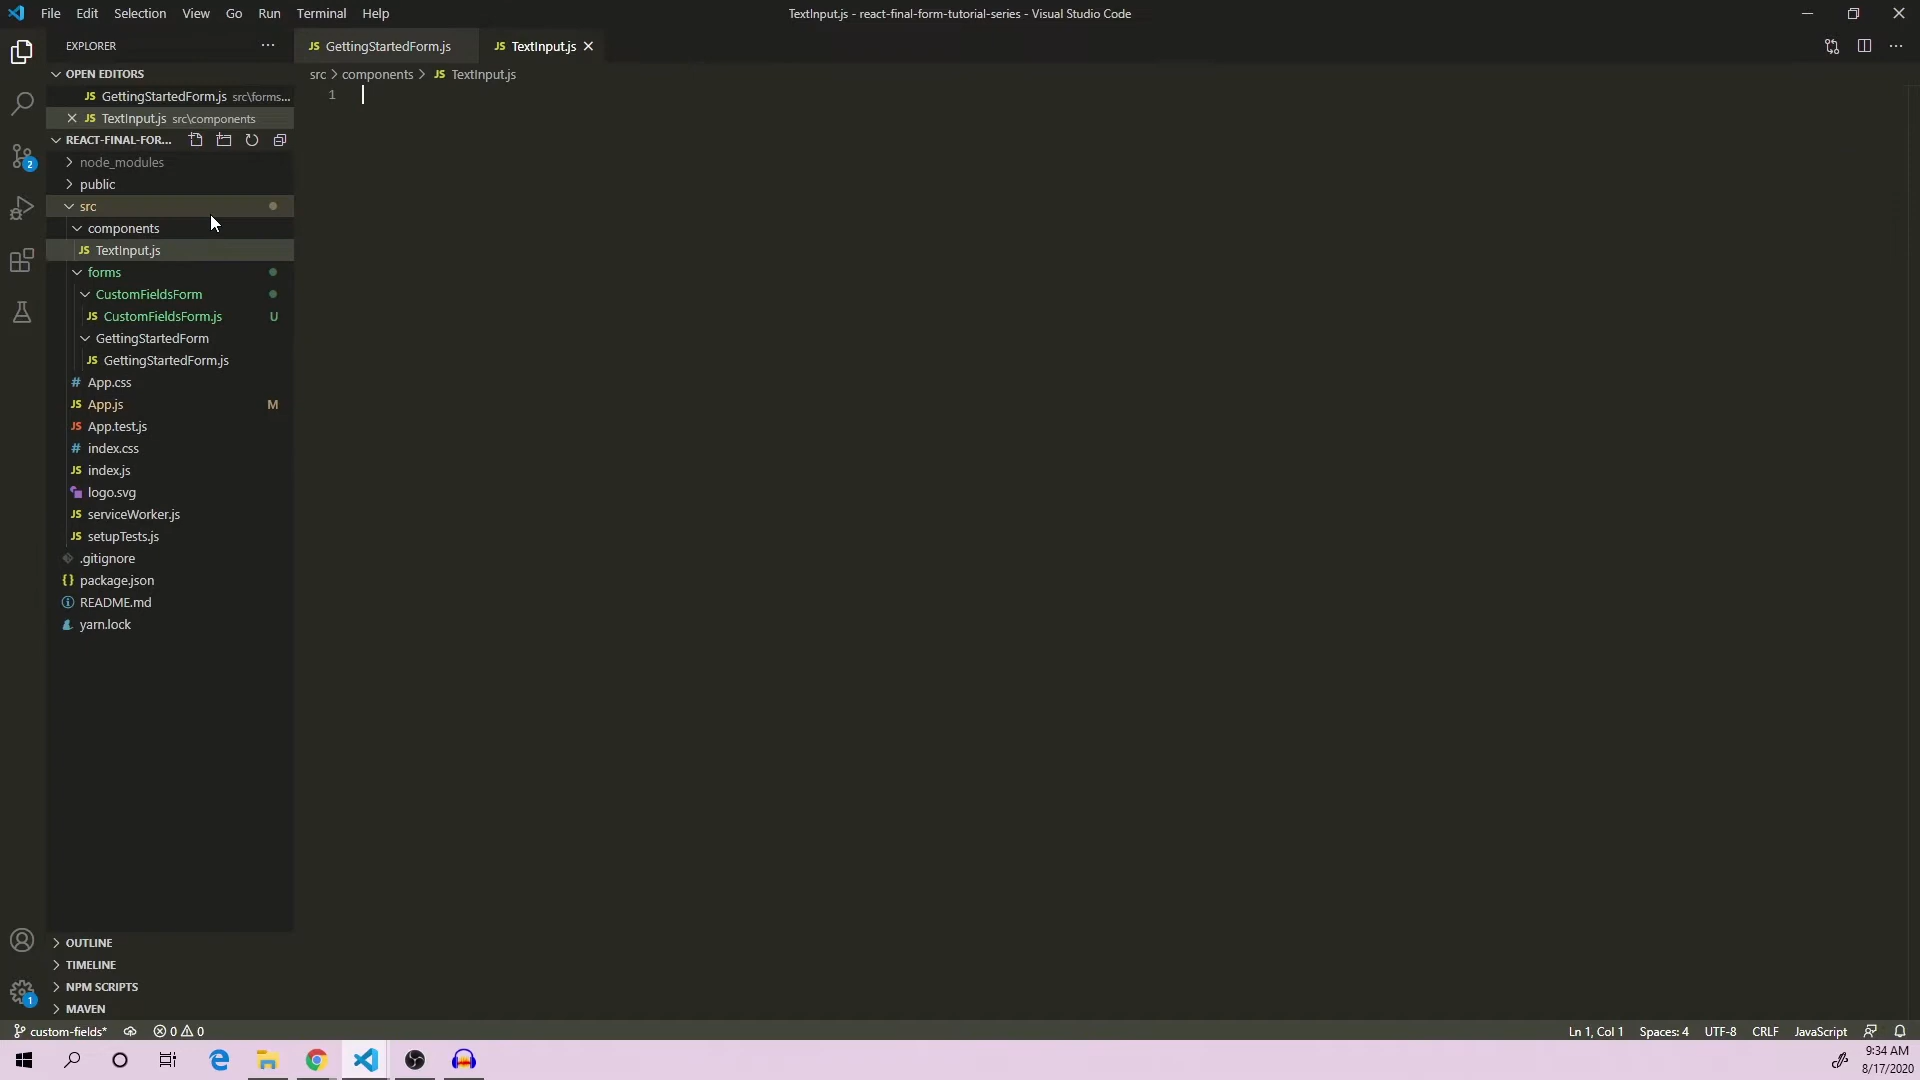 File Edit Selection View Go Run Terminal Help
TextInput.js - react-final-form-tutorial-series - Visual Studio Code
EXPLORER
JS GettingStartedForm.js
JS TextInput.js
OPEN EDITORS
JS GettingStartedForm.js src\forms...
JS TextInput.js src\components
REACT-FINAL-FOR...
src > components > JS TextInput.js
1
node_modules
public
src
components
JS TextInput.js
forms
CustomFieldsForm
JS CustomFieldsForm.js U
GettingStartedForm
JS GettingStartedForm.js
# App.css
JS App.js M
JS App.test.js
# index.css
JS index.js
logo.svg
JS serviceWorker.js
JS setupTests.js
.gitignore
{} package.json
README.md
yarn.lock
2
OUTLINE
TIMELINE
NPM SCRIPTS
MAVEN
1
custom-fields* 0 0
Ln 1, Col 1 Spaces: 4 UTF-8 CRLF JavaScript
9:34 AM
8/17/2020